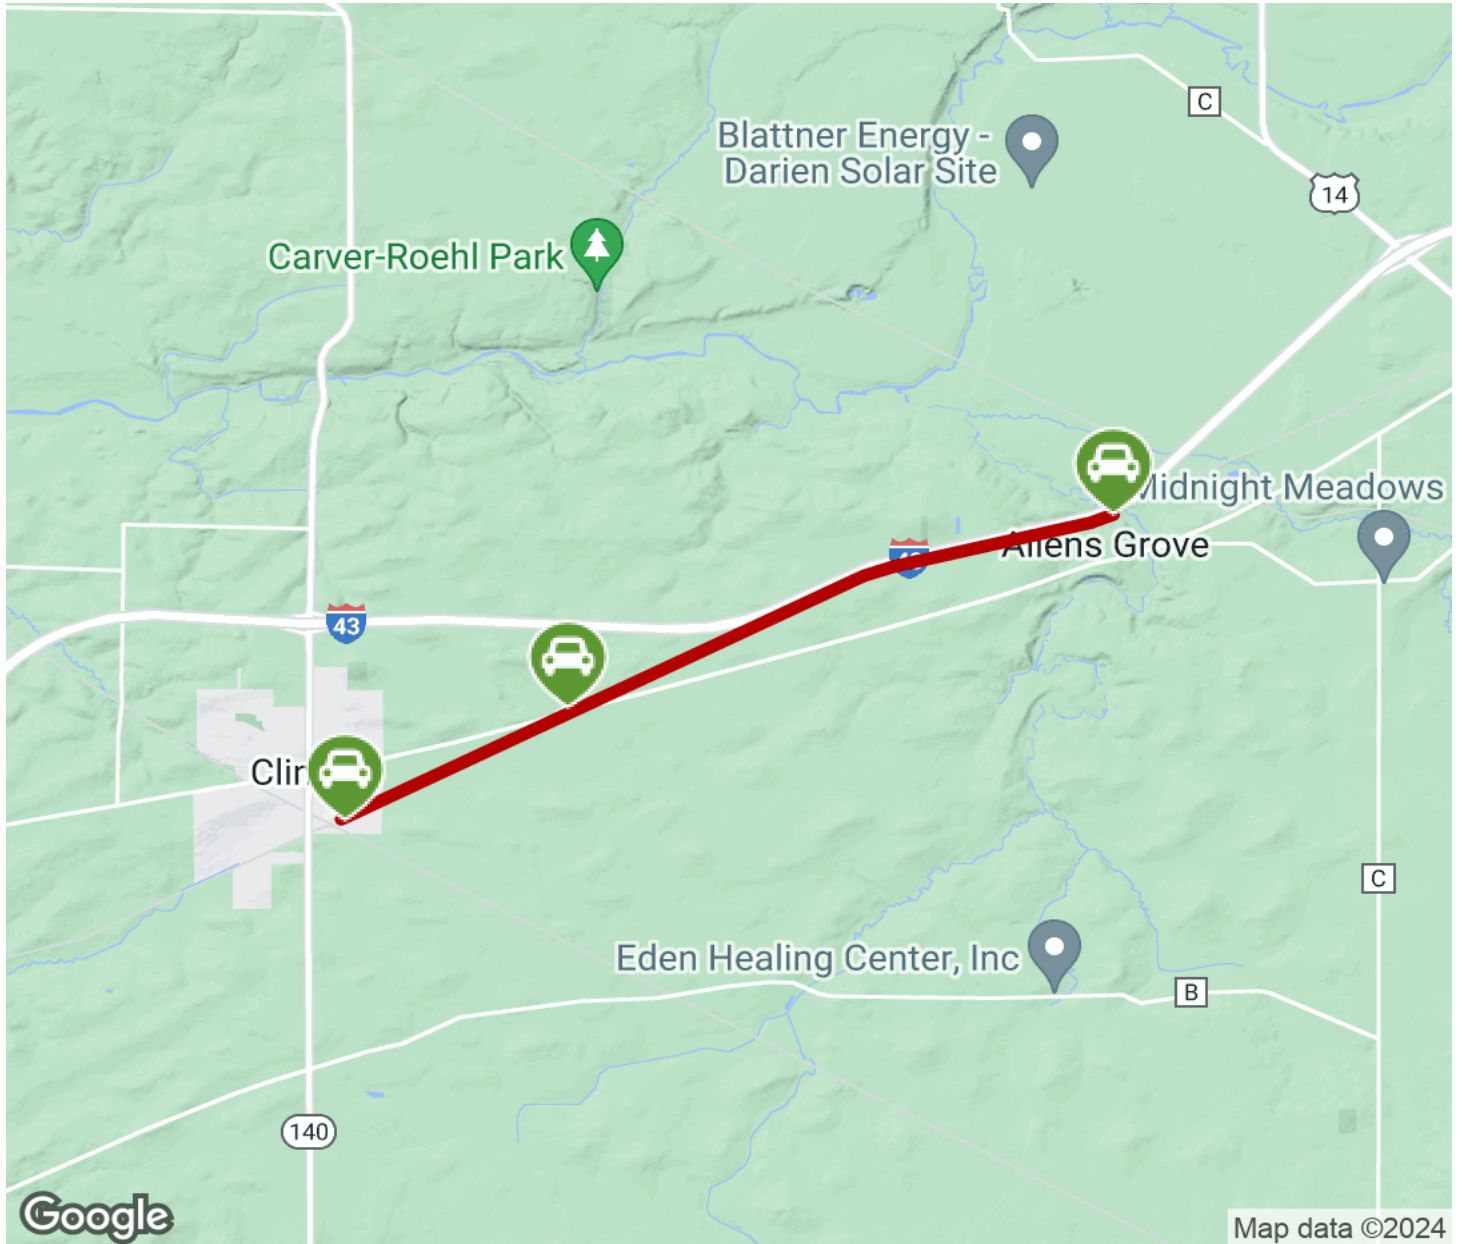 C
Blattner Energy -
Darien Solar Site
14
Carver-Roehl Park
Midnight Meadows
Allens Grove
43
Clin
C
Eden Healing Center, Inc
B
140
Google
Map data ©2024